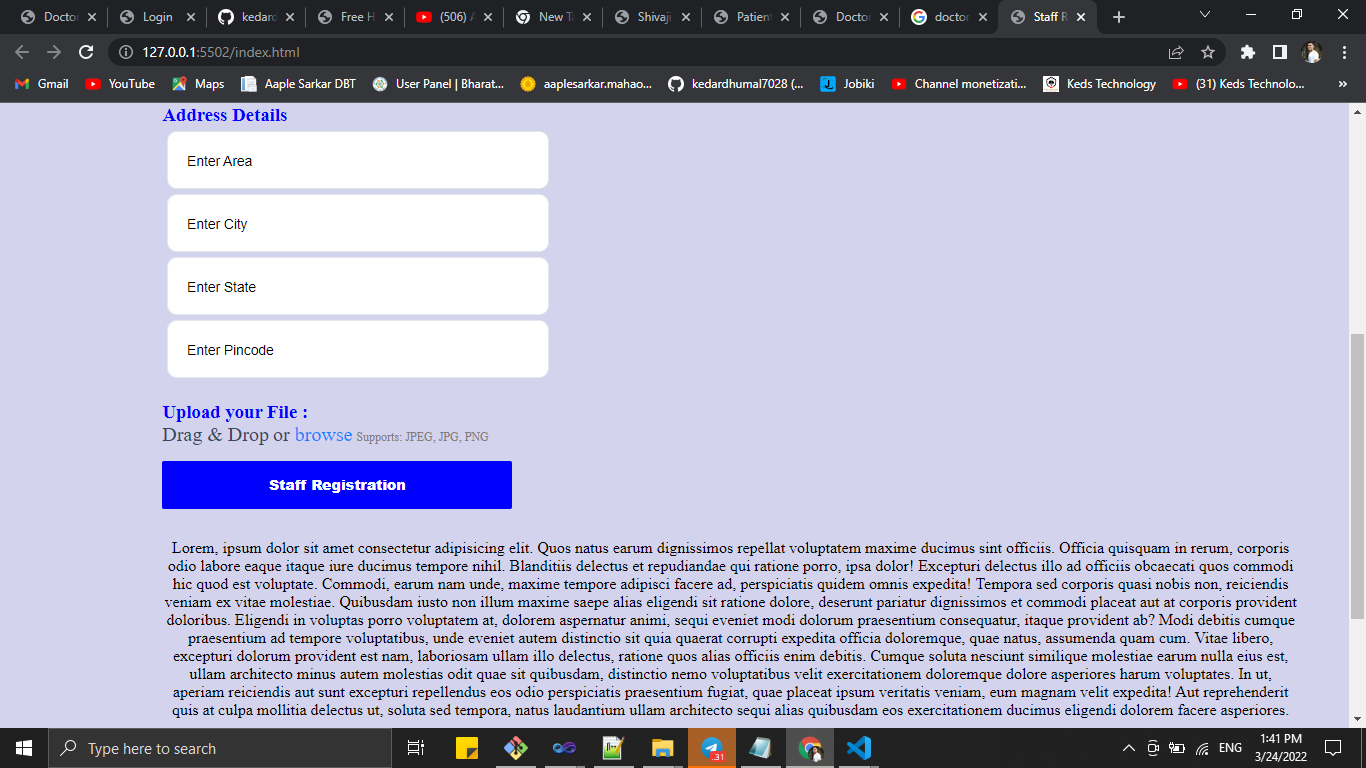 Doctor
Login
kedard
Free H
(506) A
New Ta
Shivaji
Patient
Doctor
doctor
Staff R
127.0.0.1:5502/index.html
Gmail
YouTube
Maps
Aaple Sarkar DBT
User Panel | Bharat...
aaplesarkar.mahao...
kedardhumal7028 (...
Jobiki
Channel monetizati...
Keds Technology
(31) Keds Technolo...
»
Address Details
Enter Area
Enter City
Enter State
Enter Pincode
Upload your File :
Drag & Drop or browse Supports: JPEG, JPG, PNG
Staff Registration
Lorem, ipsum dolor sit amet consectetur adipisicing elit. Quos natus earum dignissimos repellat voluptatem maxime ducimus sint officiis. Officia quisquam in rerum, corporis
odio labore eaque itaque iure ducimus tempore nihil. Blanditiis delectus et repudiandae qui ratione porro, ipsa dolor! Excepturi delectus illo ad officiis obcaecati quos commodi
hic quod est voluptate. Commodi, earum nam unde, maxime tempore adipisci facere ad, perspiciatis quidem omnis expedita! Tempora sed corporis quasi nobis non, reiciendis
veniam ex vitae molestiae. Quibusdam iusto non illum maxime saepe alias eligendi sit ratione dolore, deserunt pariatur dignissimos et commodi placeat aut at corporis provident
doloribus. Eligendi in voluptas porro voluptatem at, dolorem aspernatur animi, sequi eveniet modi dolorum praesentium consequatur, itaque provident ab? Modi debitis cumque
praesentium ad tempore voluptatibus, unde eveniet autem distinctio sit quia quaerat corrupti expedita officia doloremque, quae natus, assumenda quam cum. Vitae libero,
excepturi dolorum provident est nam, laboriosam ullam illo delectus, ratione quos alias officiis enim debitis. Cumque soluta nesciunt similique molestiae earum nulla eius est,
ullam architecto minus autem molestias odit quae sit quibusdam, distinctio nemo voluptatibus velit exercitationem doloremque dolore asperiores harum voluptates. In ut,
aperiam reiciendis aut sunt excepturi repellendus eos odio perspiciatis praesentium fugiat, quae placeat ipsum veritatis veniam, eum magnam velit expedita! Aut reprehenderit
quis at culpa mollitia delectus ut, soluta sed tempora, natus laudantium ullam architecto sequi alias quibusdam eos exercitationem ducimus eligendi dolorem facere asperiores.
Type here to search
31
ENG
1:41 PM
3/24/2022